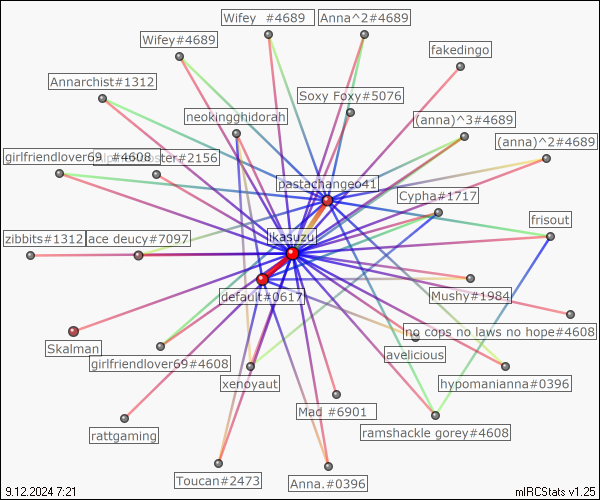 Wifey #4689
Anna^2#4689
Wifey#4689
fakedingo
Annarchist#1312
Soxy Foxy#5076
neokingghidorah
(anna)^3#4689
(anna)^2#4689
girlfriendlover69 #4608
ster#2156
pastachangeo41
Cypha#1717
frisout
zibbits#1312
ace deucy#7097
ikasuzu
default#0617
Mushy#1984
no cops no laws no hope#4608
Skalman
girlfriendlover69#4608
avelicious
xenoyaut
hypomanianna#0396
Mad #6901
rattgaming
ramshackle gorey#4608
Toucan#2473
Anna.#0396
9.12.2024 7:21
mIRCStats v1.25